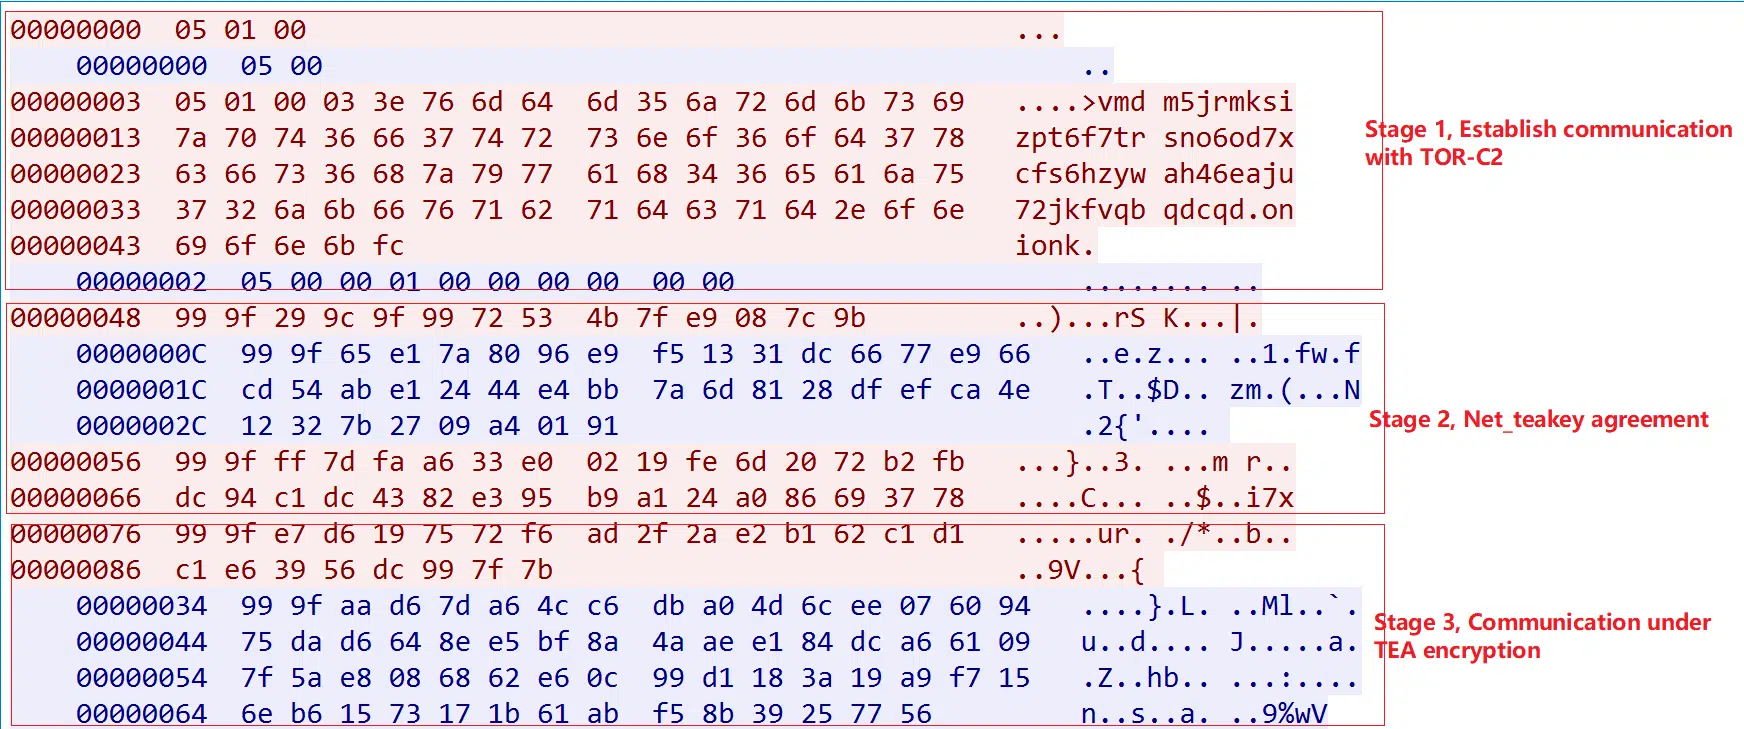 00000000 05 01 00 ...
00000000 05 00 ..
00000003 05 01 00 03 3e 76 6d 64 6d 35 6a 72 6d 6b 73 69 ....>vmd m5jrmksi
00000013 7a 70 74 36 66 37 74 72 73 6e 6f 36 6f 64 37 78 zpt6f7tr sno6od7x
Stage 1, Establish communication
with TOR-C2
00000023 63 66 73 36 68 7a 79 77 61 68 34 36 65 61 6a 75 cfs6hzyw ah46eaju
00000033 37 32 6a 6b 66 76 71 62 71 64 63 71 64 2e 6f 6e 72jkfvqb qdcqd.on
00000043 69 6f 6e 6b fc ionk.
00000002 05 00 00 01 00 00 00 00 00 00 ........ ..
00000048 99 9f 29 9c 9f 99 72 53 4b 7f e9 08 7c 9b ..)...rS K...|.
0000000C 99 9f 65 e1 7a 80 96 e9 f5 13 31 dc 66 77 e9 66 ..e.z... ..1.fw.f
0000001C cd 54 ab e1 24 44 e4 bb 7a 6d 81 28 df ef ca 4e .T..$D.. zm.(...N
0000002C 12 32 7b 27 09 a4 01 91 .2{'....
Stage 2, Net_teakey agreement
00000056 99 9f ff 7d fa a6 33 e0 02 19 fe 6d 20 72 b2 fb ...}..3. ...m r..
00000066 dc 94 c1 dc 43 82 e3 95 b9 a1 24 a0 86 69 37 78 ....C... ..$..i7x
00000076 99 9f e7 d6 19 75 72 f6 ad 2f 2a e2 b1 62 c1 d1 .....ur. ./*..b..
00000086 c1 e6 39 56 dc 99 7f 7b ..9V...{
00000034 99 9f aa d6 7d a6 4c c6 db a0 4d 6c ee 07 60 94 ....}.L. ..Ml..`.
00000044 75 da d6 64 8e e5 bf 8a 4a ae e1 84 dc a6 61 09 u..d.... J.....a.
Stage 3, Communication under
TEA encryption
00000054 7f 5a e8 08 68 62 e6 0c 99 d1 18 3a 19 a9 f7 15 .Z..hb.. ...:....
00000064 6e b6 15 73 17 1b 61 ab f5 8b 39 25 77 56 n..s..a. ..9%wV